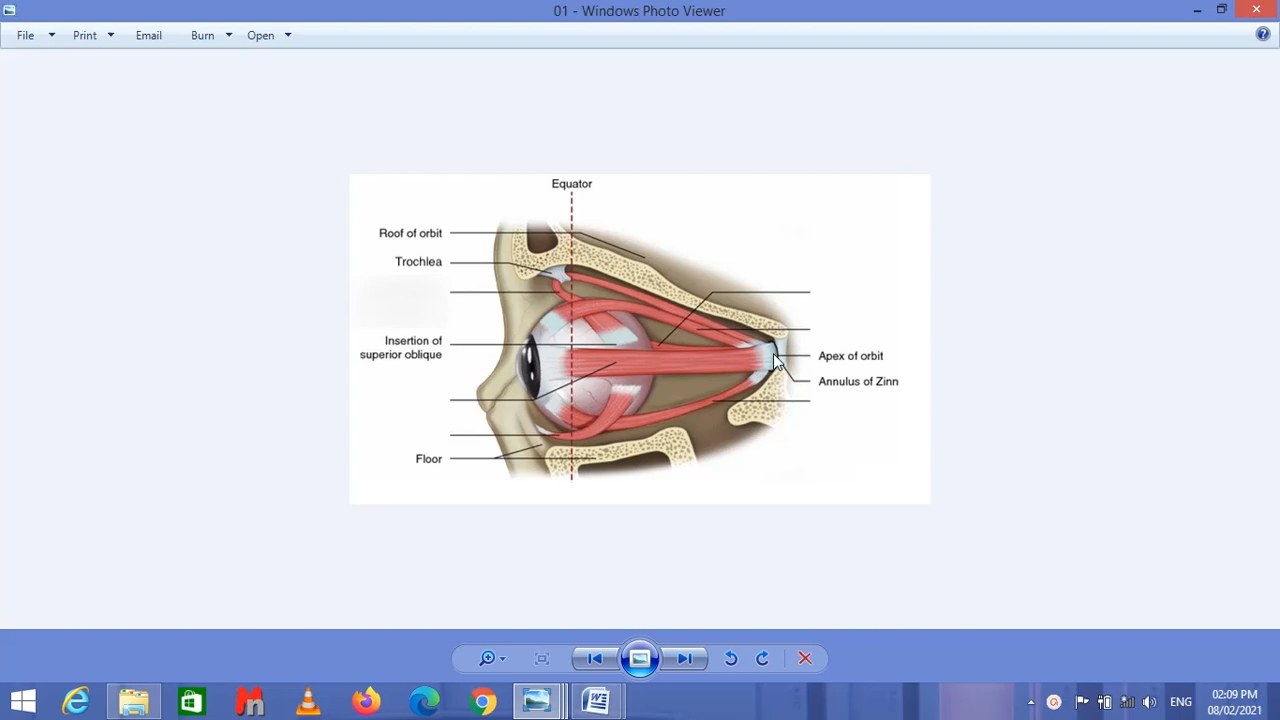 01 - Windows Photo Viewer
File Print Email Burn Open
Equator
Roof of orbit
Trochlea
Insertion of
superior oblique
Apex of orbit
Annulus of Zinn
Floor
ENG
02:09 PM
08/02/2021